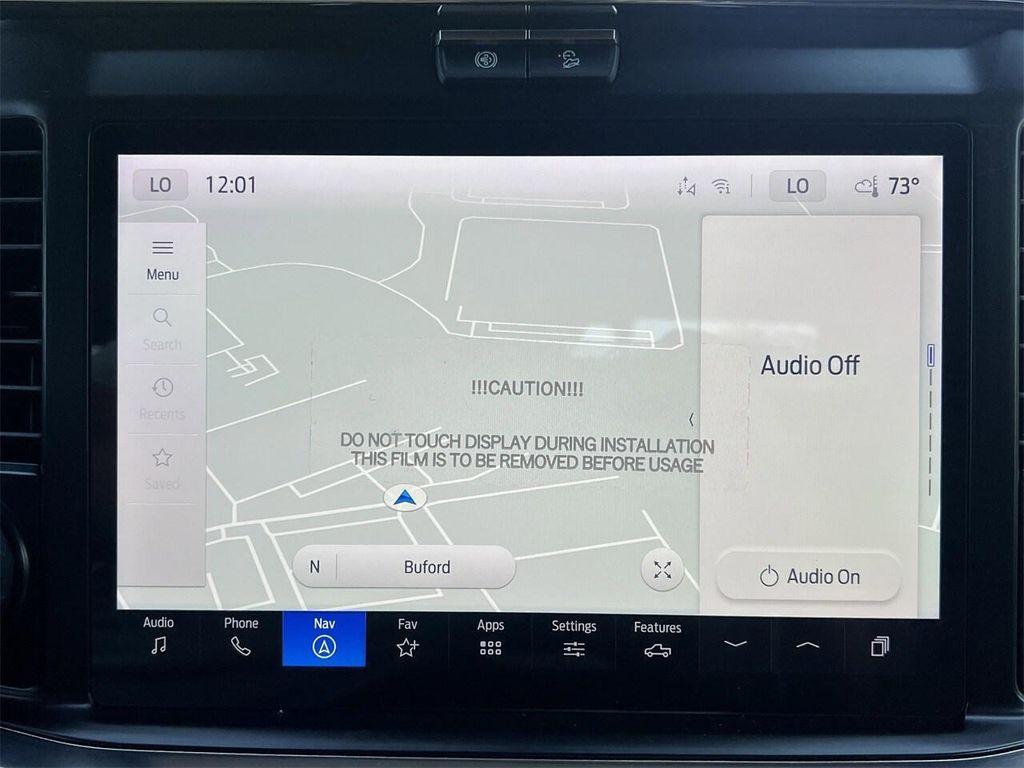 LO 12:01 LO 73°
Menu
Search
Recents
Saved
!!!CAUTION!!!
DO NOT TOUCH DISPLAY DURING INSTALLATION
THIS FILM IS TO BE REMOVED BEFORE USAGE
Audio Off
N Buford
Audio On
Audio Phone Nav Fav Apps Settings Features